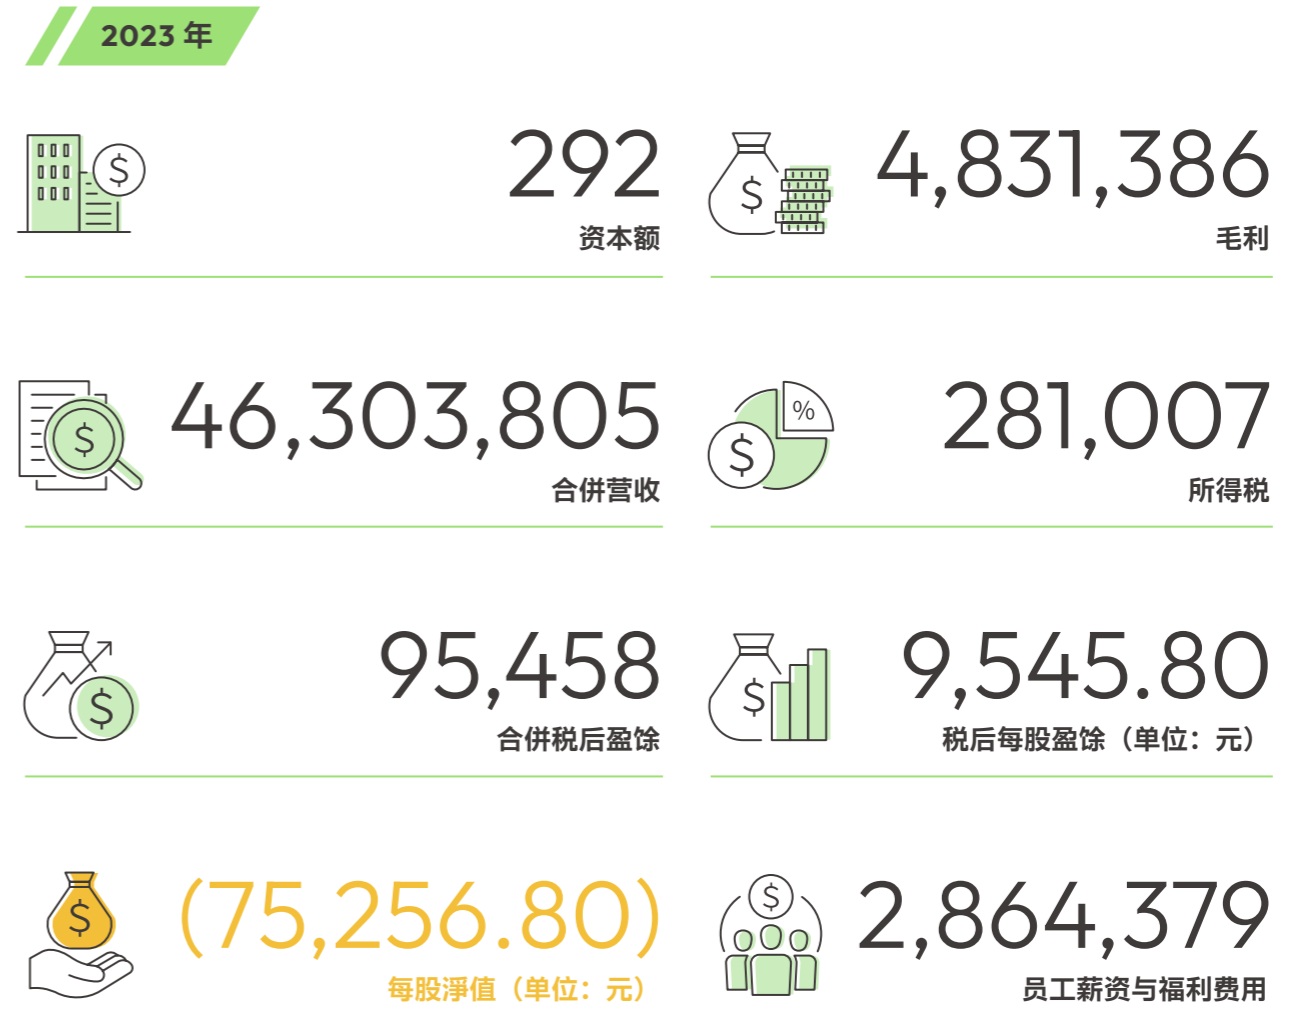 2023 年
$
292
资本额
$
4,831,386
毛利
$
46,303,805
合併营收
%
$
281,007
所得税
$
95,458
合併税后盈馀
$
9,545.80
税后每股盈馀（单位：元）
$
(75,256.80)
每股淨值（单位：元）
$
2,864,379
员工薪资与福利费用